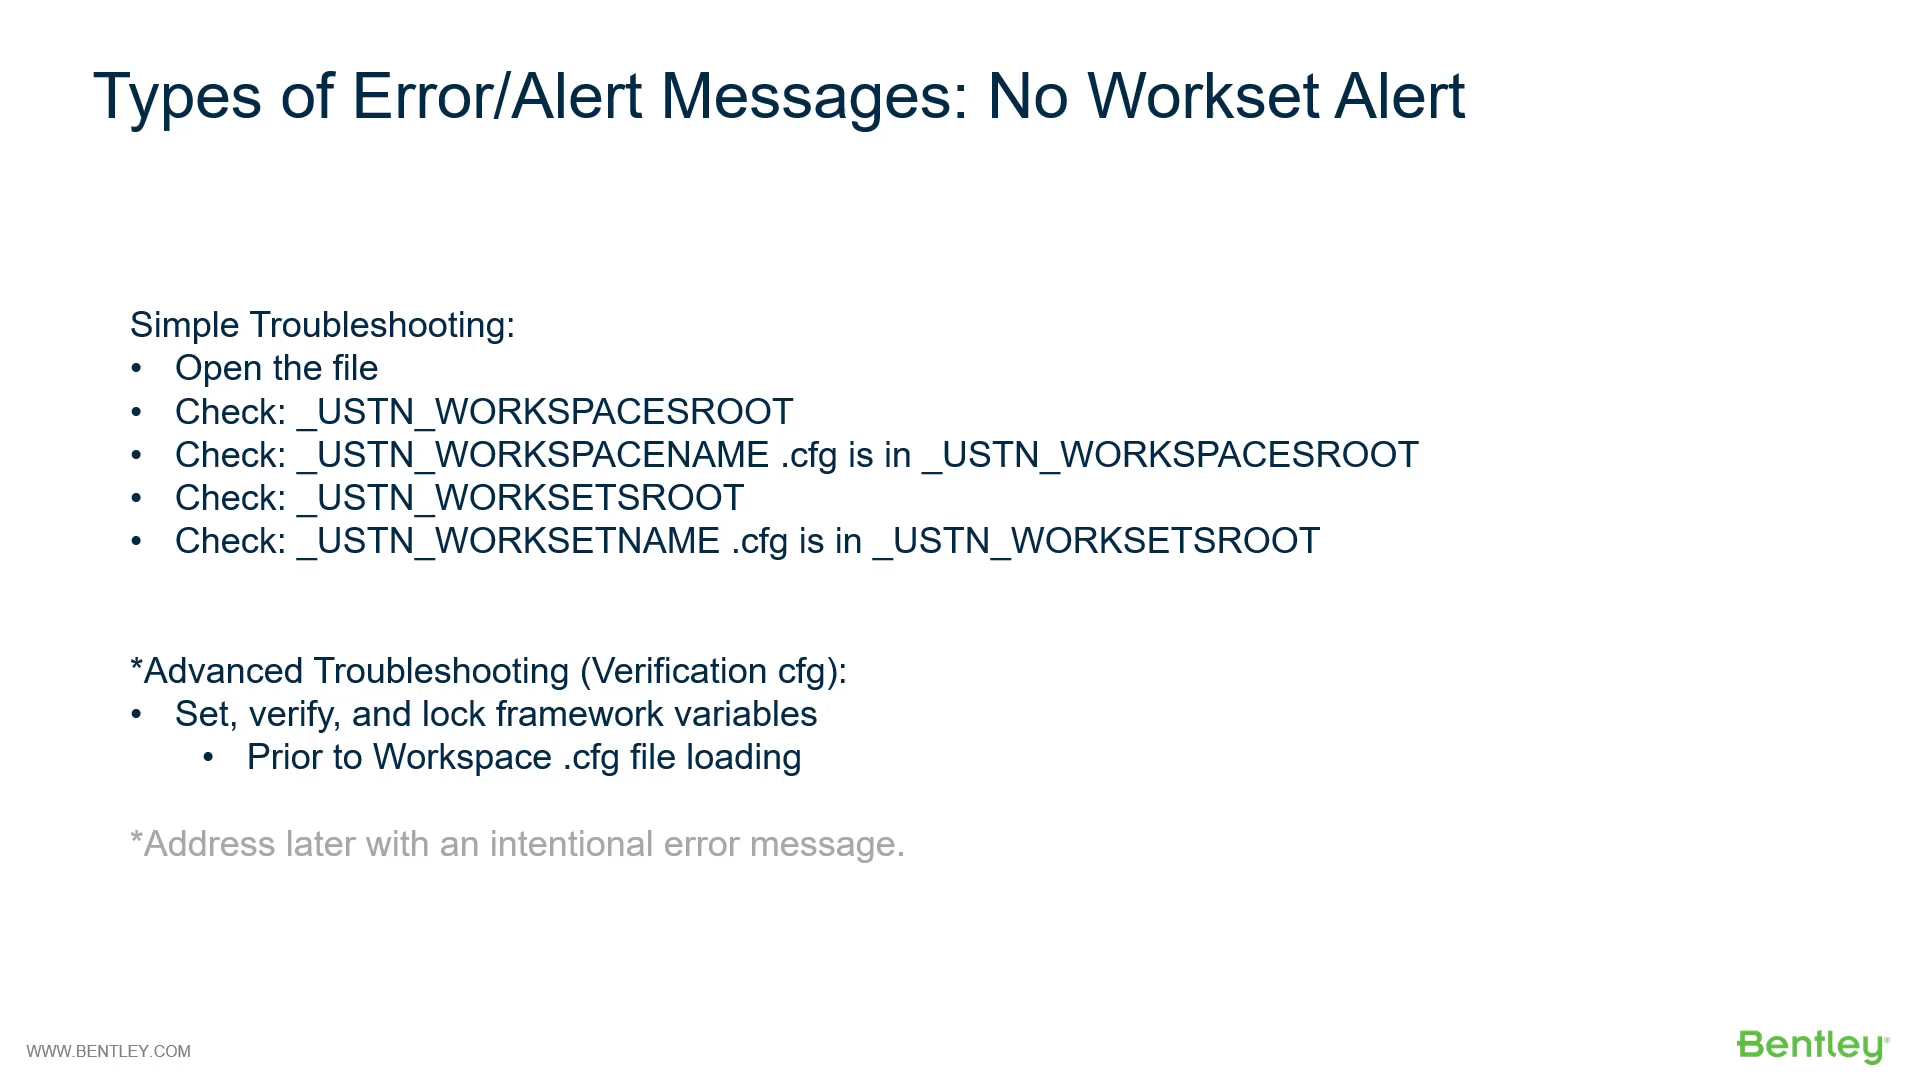 Types of Error/Alert Messages: No Workset Alert
Simple Troubleshooting:
• Open the file
• Check: _USTN_WORKSPACESROOT
• Check: _USTN_WORKSPACENAME .cfg is in _USTN_WORKSPACESROOT
• Check: _USTN_WORKSETSROOT
• Check: _USTN_WORKSETNAME .cfg is in _USTN_WORKSETSROOT
*Advanced Troubleshooting (Verification cfg):
• Set, verify, and lock framework variables
• Prior to Workspace .cfg file loading
*Address later with an intentional error message.
WWW.BENTLEY.COM
Bentley®